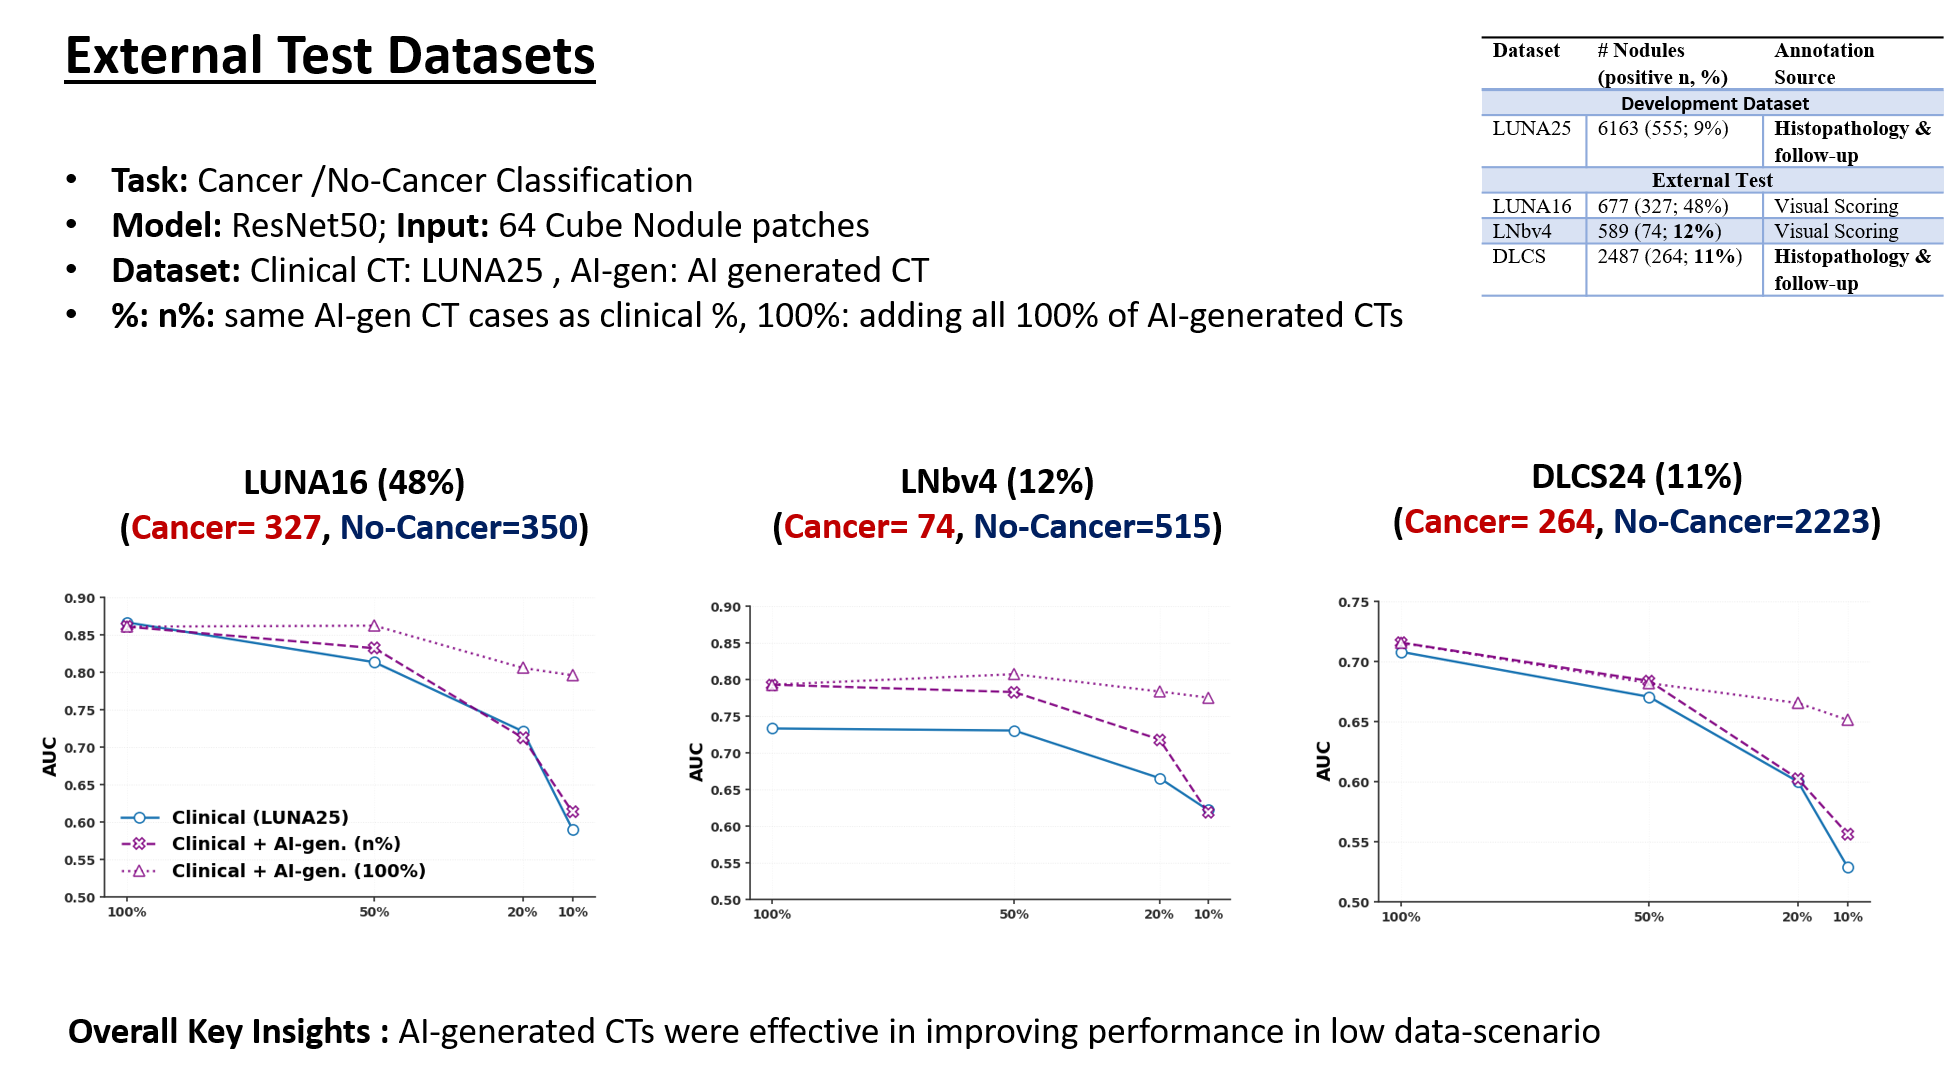 External Test Datasets
• Task: Cancer /No-Cancer Classification
• Model: ResNet50; Input: 64 Cube Nodule patches
• Dataset: Clinical CT: LUNA25 , AI-gen: AI generated CT
• %: n%: same AI-gen CT cases as clinical %, 100%: adding all 100% of AI-generated CTs
Dataset # Nodules Annotation
(positive n, %) Source
Development Dataset
LUNA25 6163 (555; 9%) Histopathology &
follow-up
External Test
LUNA16 677 (327; 48%) Visual Scoring
LNbv4 589 (74; 12%) Visual Scoring
DLCS 2487 (264; 11%) Histopathology &
follow-up
LUNA16 (48%)
(Cancer= 327, No-Cancer=350)
0.90
0.85
0.80
0.75
0.70
0.65
0.60
0.55
0.50
AUC
Clinical (LUNA25)
Clinical + AI-gen. (n%)
Clinical + AI-gen. (100%)
100% 50% 20% 10%
LNbv4 (12%)
(Cancer= 74, No-Cancer=515)
0.90
0.85
0.80
0.75
0.70
0.65
0.60
0.55
0.50
AUC
100% 50% 20% 10%
DLCS24 (11%)
(Cancer= 264, No-Cancer=2223)
0.75
0.70
0.65
0.60
0.55
0.50
AUC
100% 50% 20% 10%
Overall Key Insights : AI-generated CTs were effective in improving performance in low data-scenario